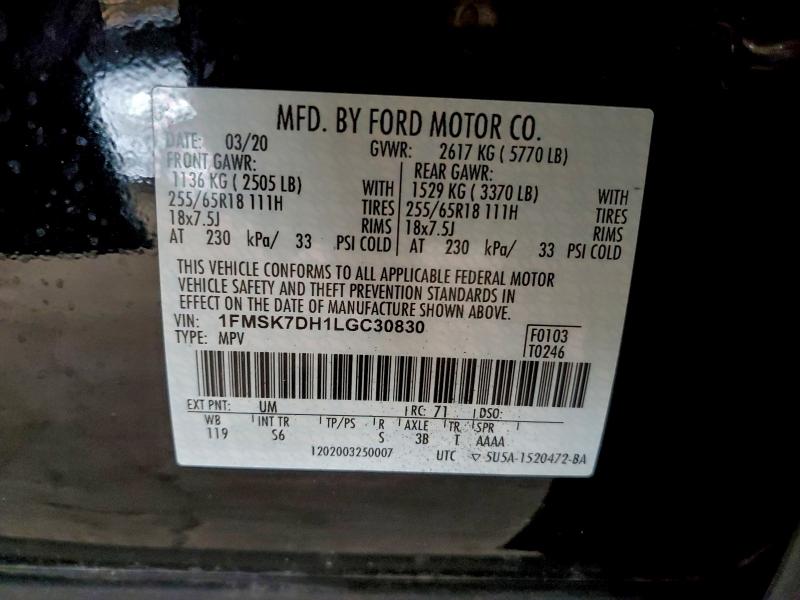 MFD. BY FORD MOTOR CO.
DATE: 03/20 GVWR: 2617 KG ( 5770 LB)
FRONT GAWR: REAR GAWR:
1136 KG ( 2505 LB) WITH 1529 KG ( 3370 LB) WITH
255/65R18 111H TIRES 255/65R18 111H TIRES
18x7.5J RIMS 18x7.5J RIMS
AT 230 kPa/ 33 PSI COLD AT 230 kPa/ 33 PSI COLD
THIS VEHICLE CONFORMS TO ALL APPLICABLE FEDERAL MOTOR
VEHICLE SAFETY AND THEFT PREVENTION STANDARDS IN
EFFECT ON THE DATE OF MANUFACTURE SHOWN ABOVE.
VIN: 1FMSK7DH1LGC30830 F0103
TYPE: MPV T0246
EXT PNT: UM RC: 71 DSO:
WB INT TR TP/PS R AXLE TR SPR
119 S6 S 3B T AAAA
1202003250007 UTC ▽ SU5A-1520472-BA